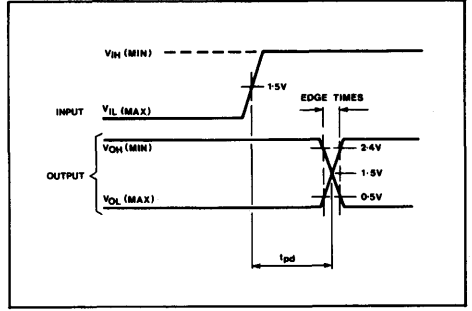 VIH (MIN)
1·5V
EDGE TIMES
INPUT
VIL (MAX)
VOH (MIN)
2·4V
OUTPUT
1·5V
VOL (MAX)
0·5V
tpd